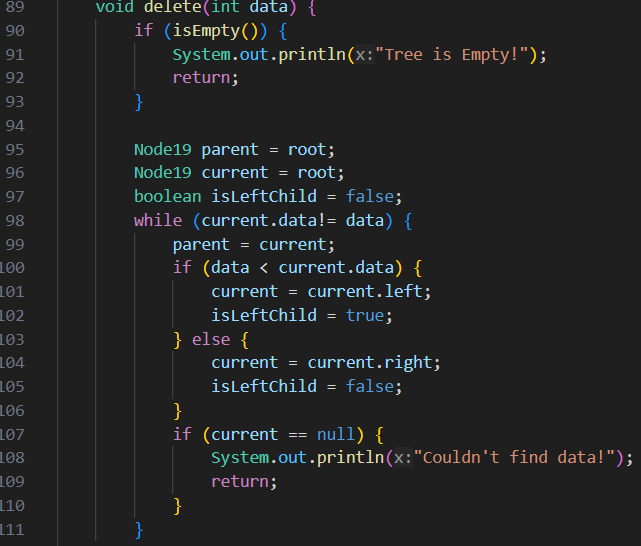 89 void delete(int data) {
90 if (isEmpty()) {
91 System.out.println(x:"Tree is Empty!");
92 return;
93 }
94
95 Node19 parent = root;
96 Node19 current = root;
97 boolean isLeftChild = false;
98 while (current.data!= data) {
99 parent = current;
100 if (data < current.data) {
101 current = current.left;
102 isLeftChild = true;
103 } else {
104 current = current.right;
105 isLeftChild = false;
106 }
107 if (current == null) {
108 System.out.println(x:"Couldn't find data!");
109 return;
110 }
111 }